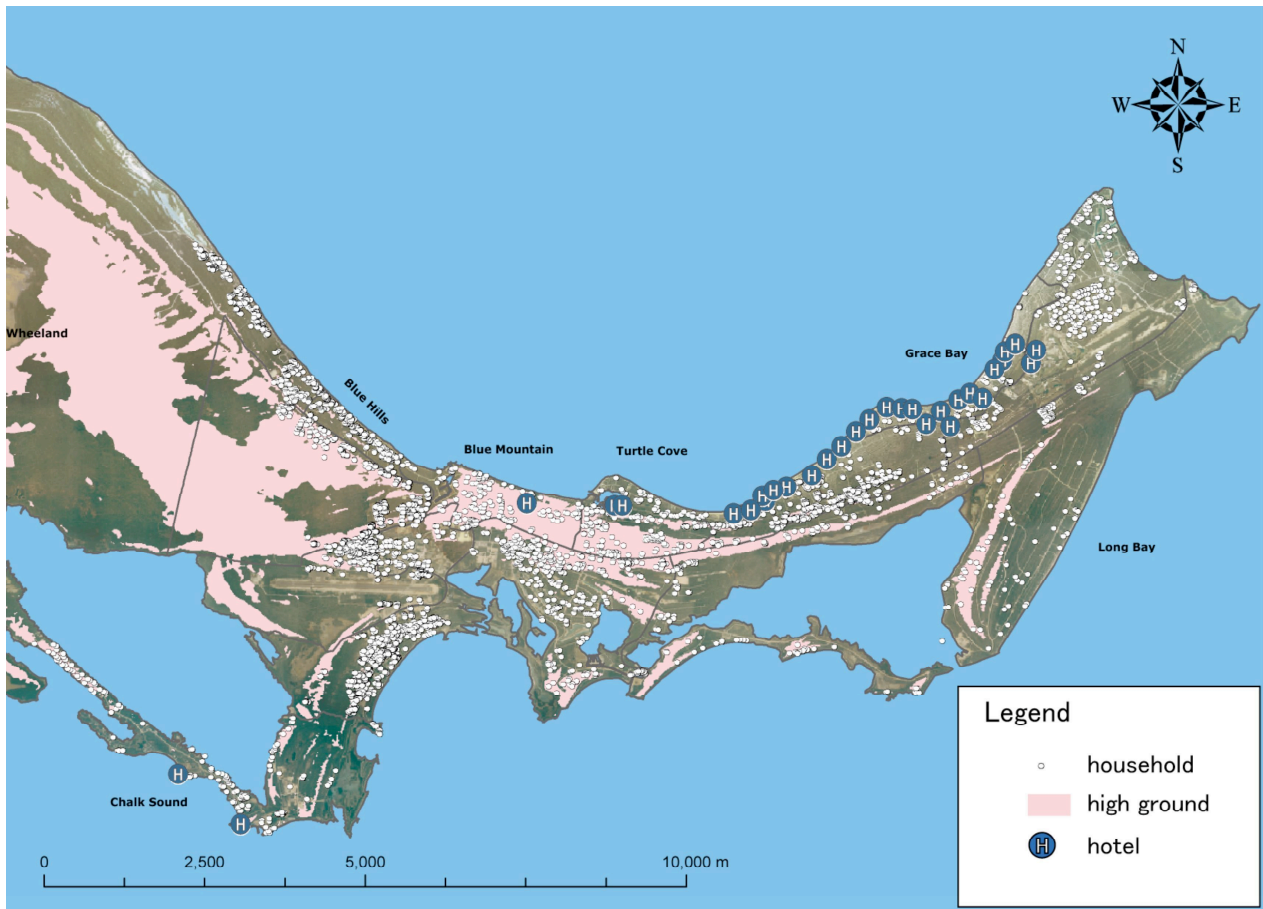 N
W E
S
Grace Bay
Wheeland
Blue Hills
Blue Mountain
Turtle Cove
Long Bay
Chalk Sound
Legend
household
high ground
H hotel
0 2,500 5,000 10,000 m